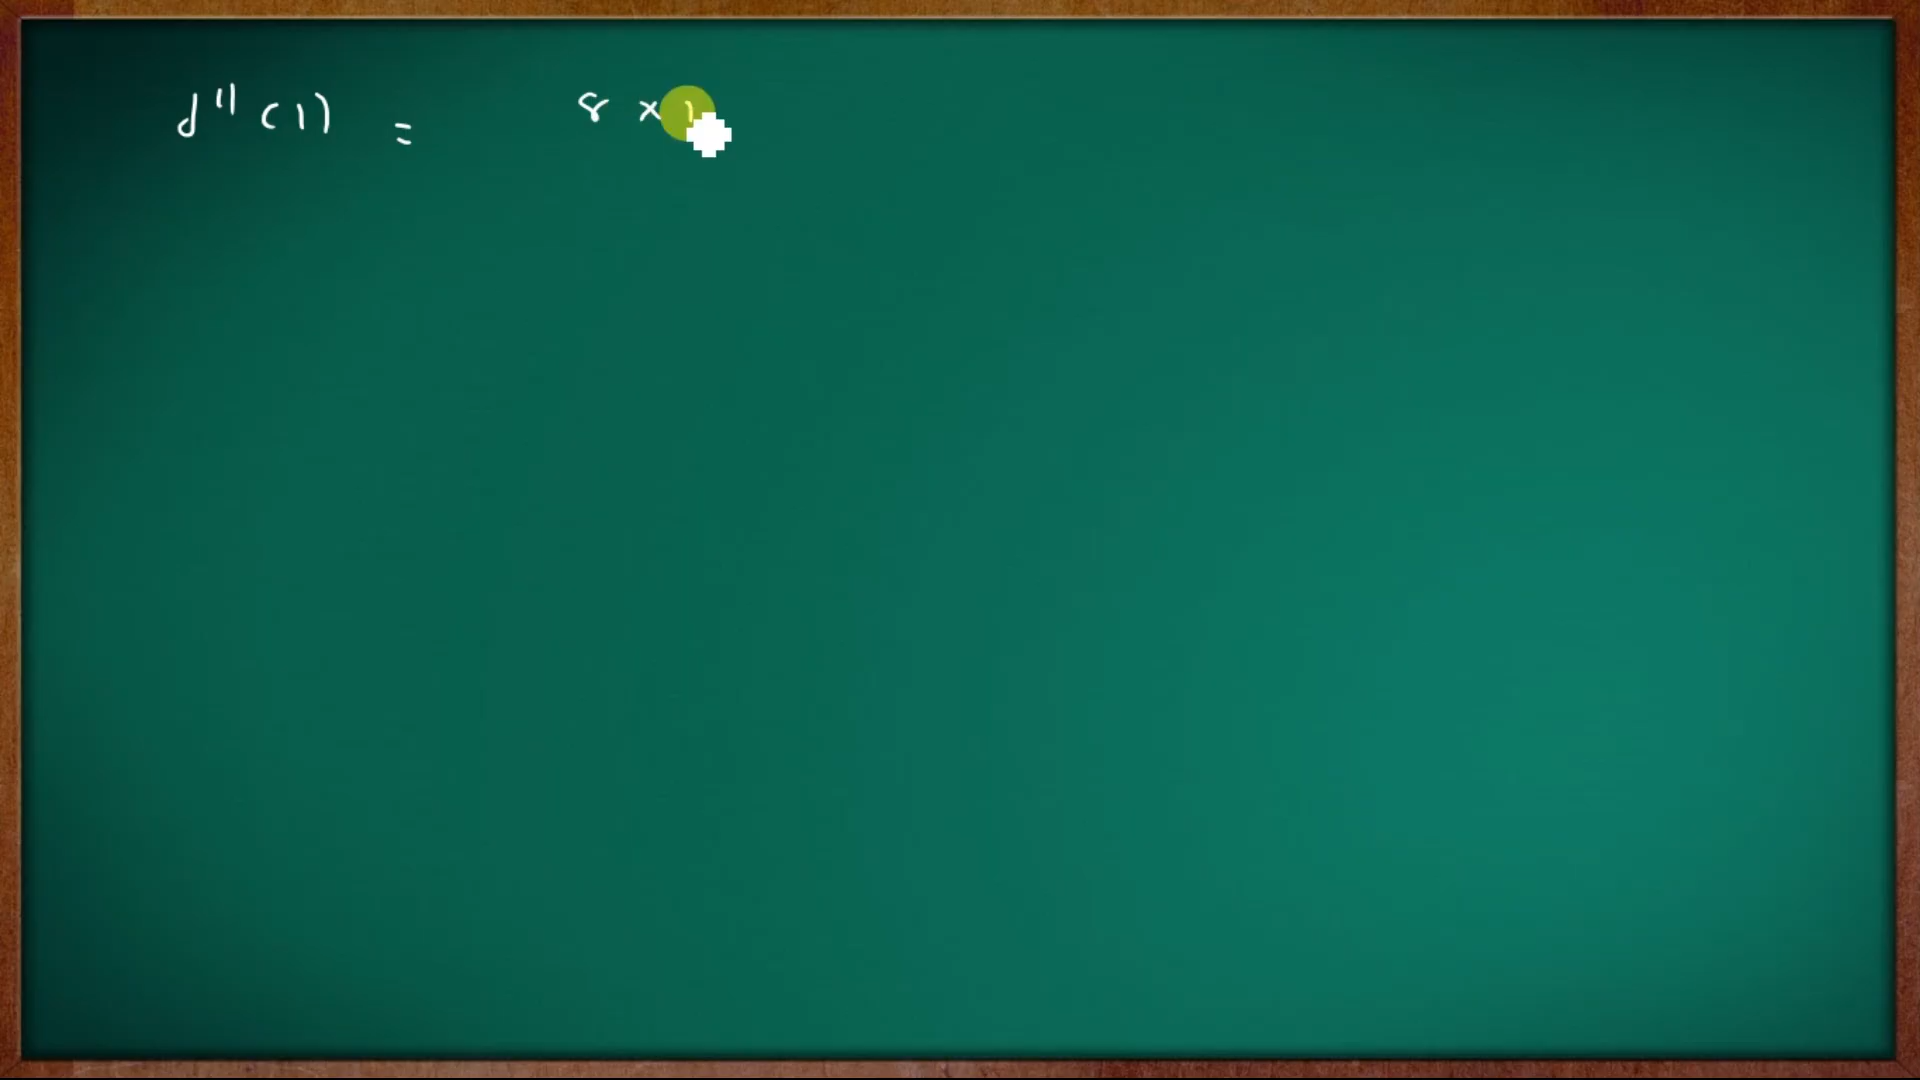 d''(1) = 8 × 1